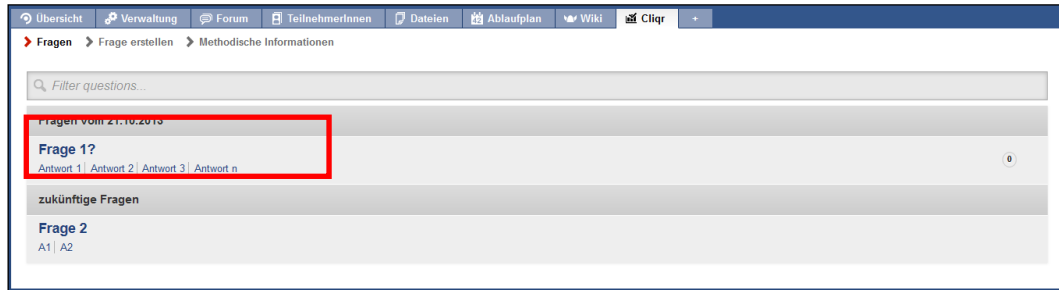 Übersicht Verwaltung Forum TeilnehmerInnen Dateien Ablaufplan Wiki Cliqr +
Fragen Frage erstellen Methodische Informationen
Filter questions...
Fragen vom 21.10.2013
Frage 1?
0
Antwort 1 Antwort 2 Antwort 3 Antwort n
zukünftige Fragen
Frage 2
A1 A2